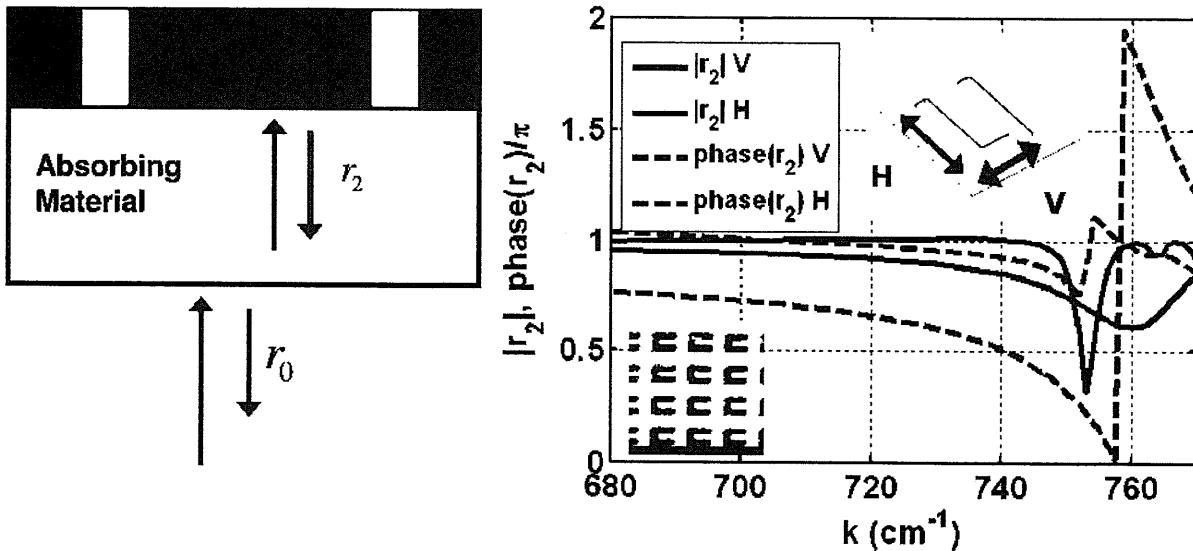 Absorbing
Material
r₂
r₀
|r₂| V
|r₂| H
phase(r₂) V
phase(r₂) H
H
V
|r₂|, phase(r₂)/π
2
1.5
1
0.5
0
680
700
720
740
760
k (cm⁻¹)